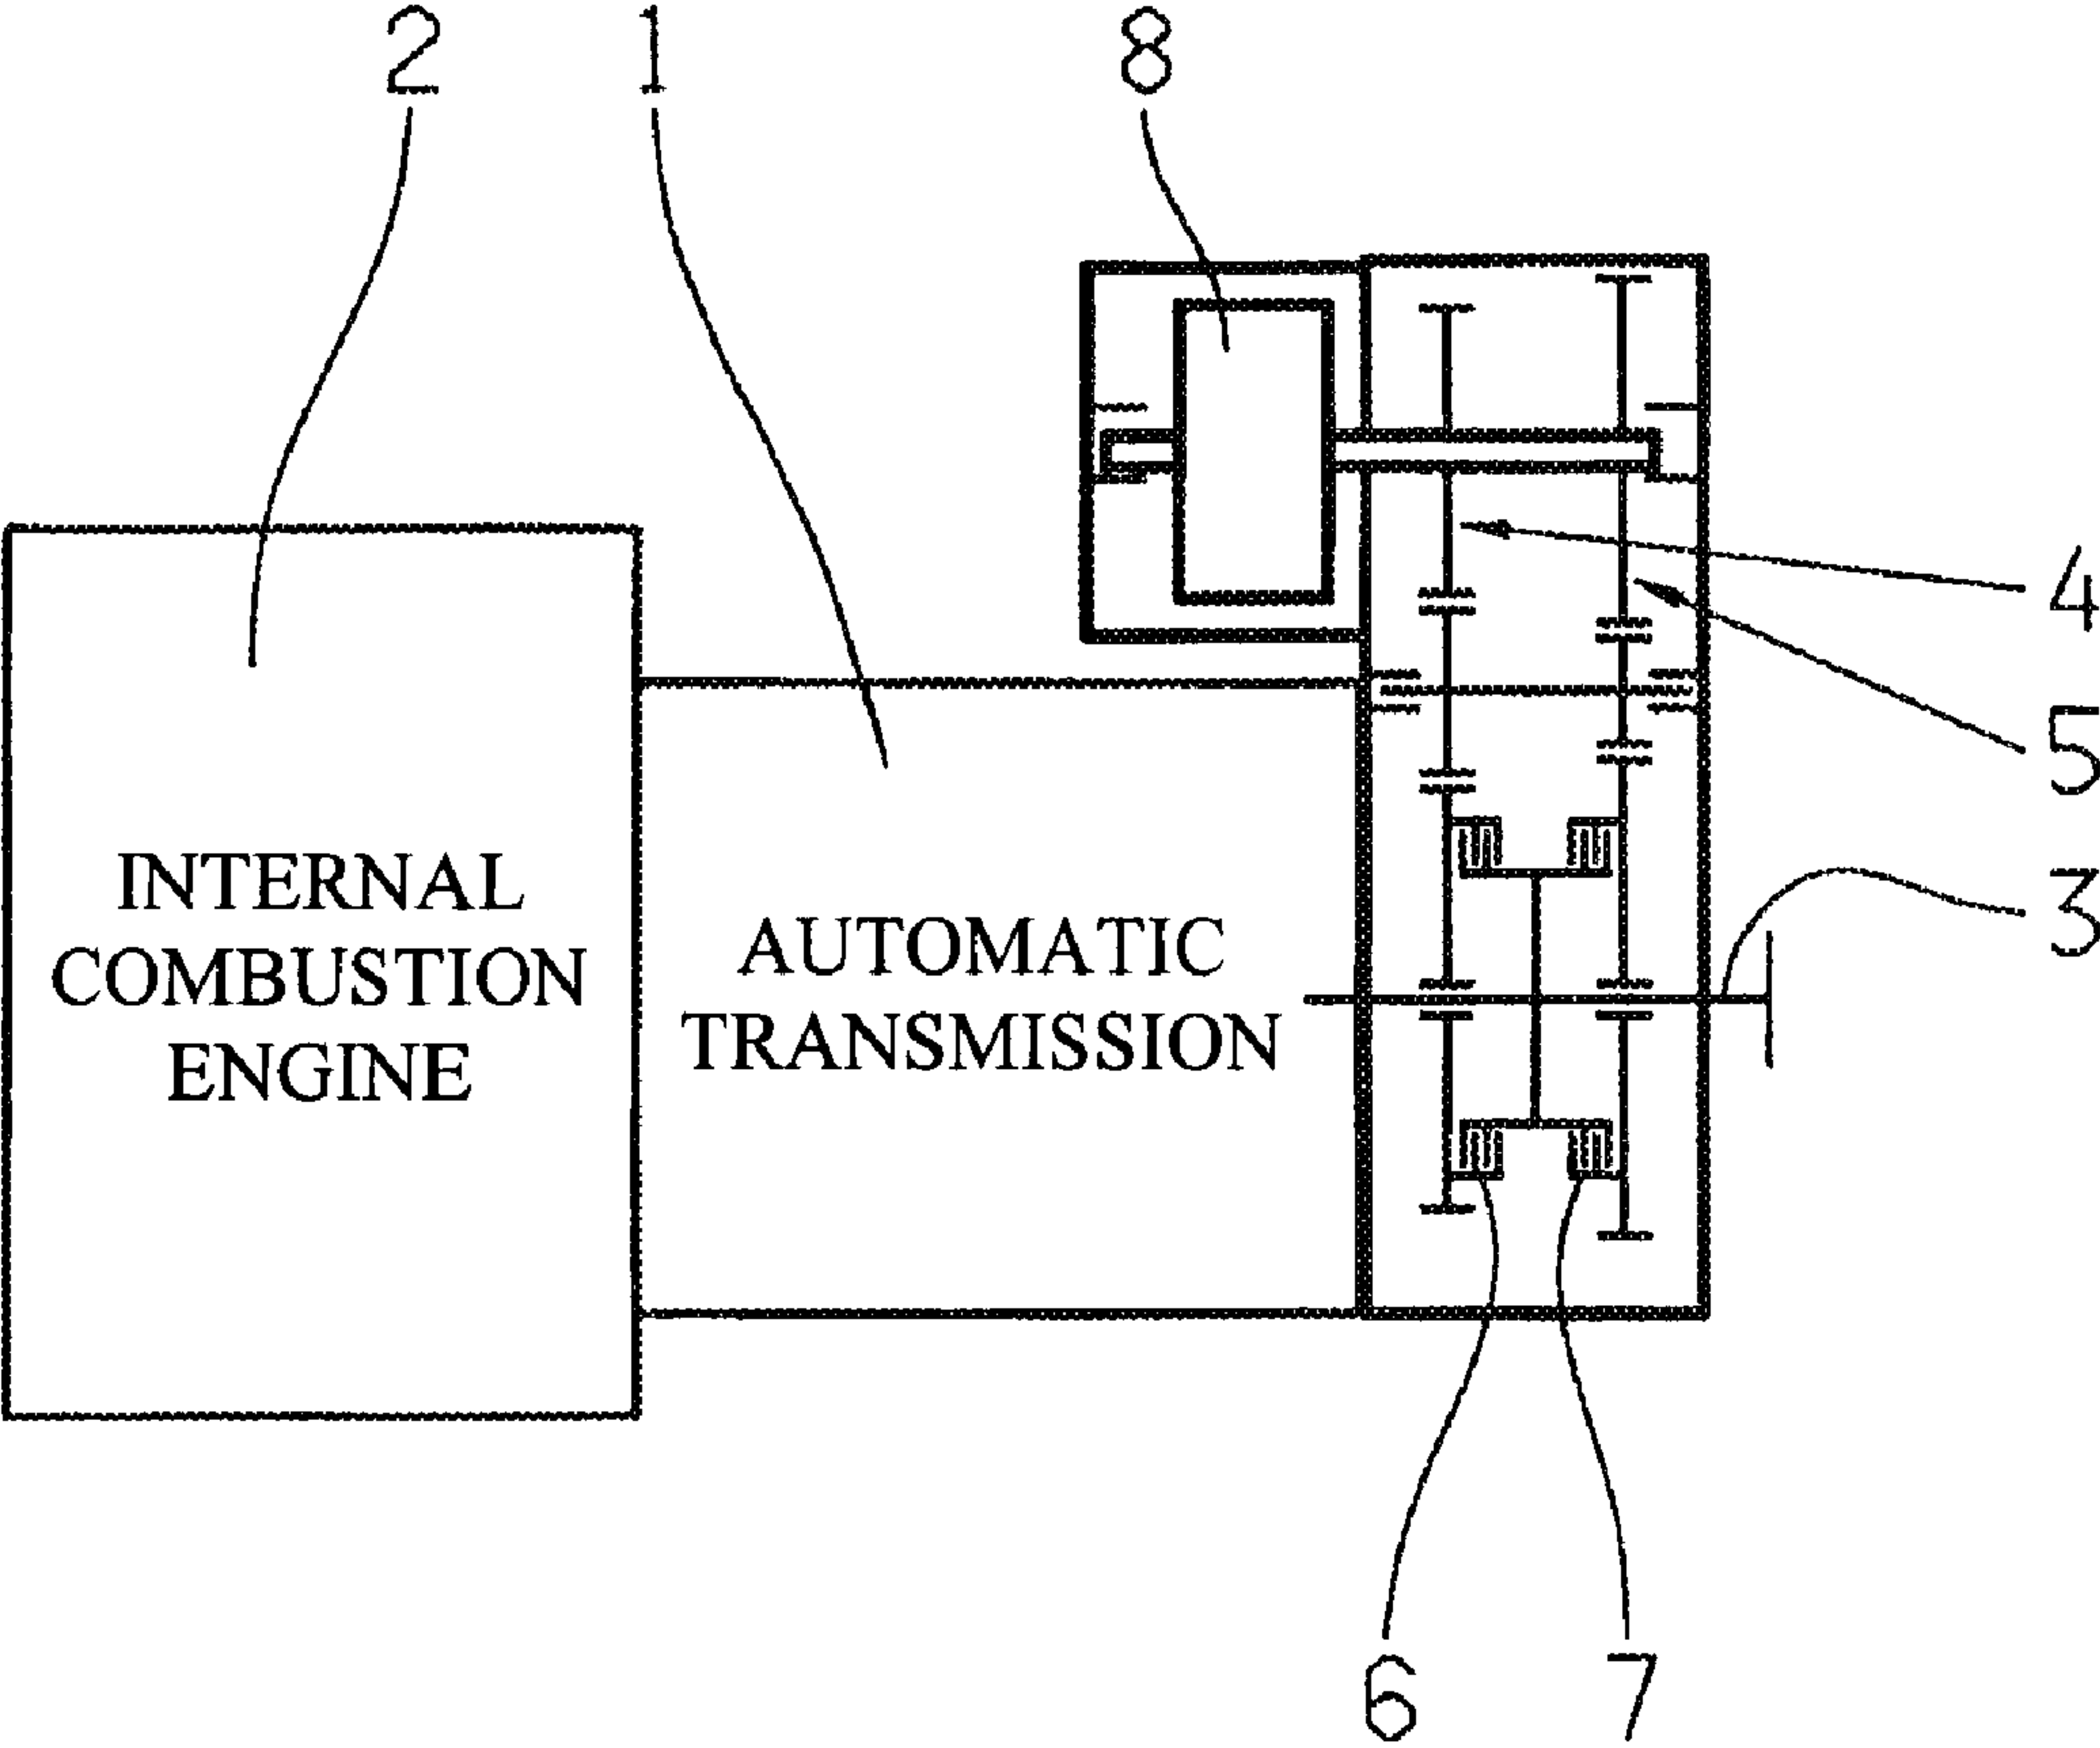 2 1 8
4
5
3
INTERNAL
COMBUSTION
ENGINE
AUTOMATIC
TRANSMISSION
6 7